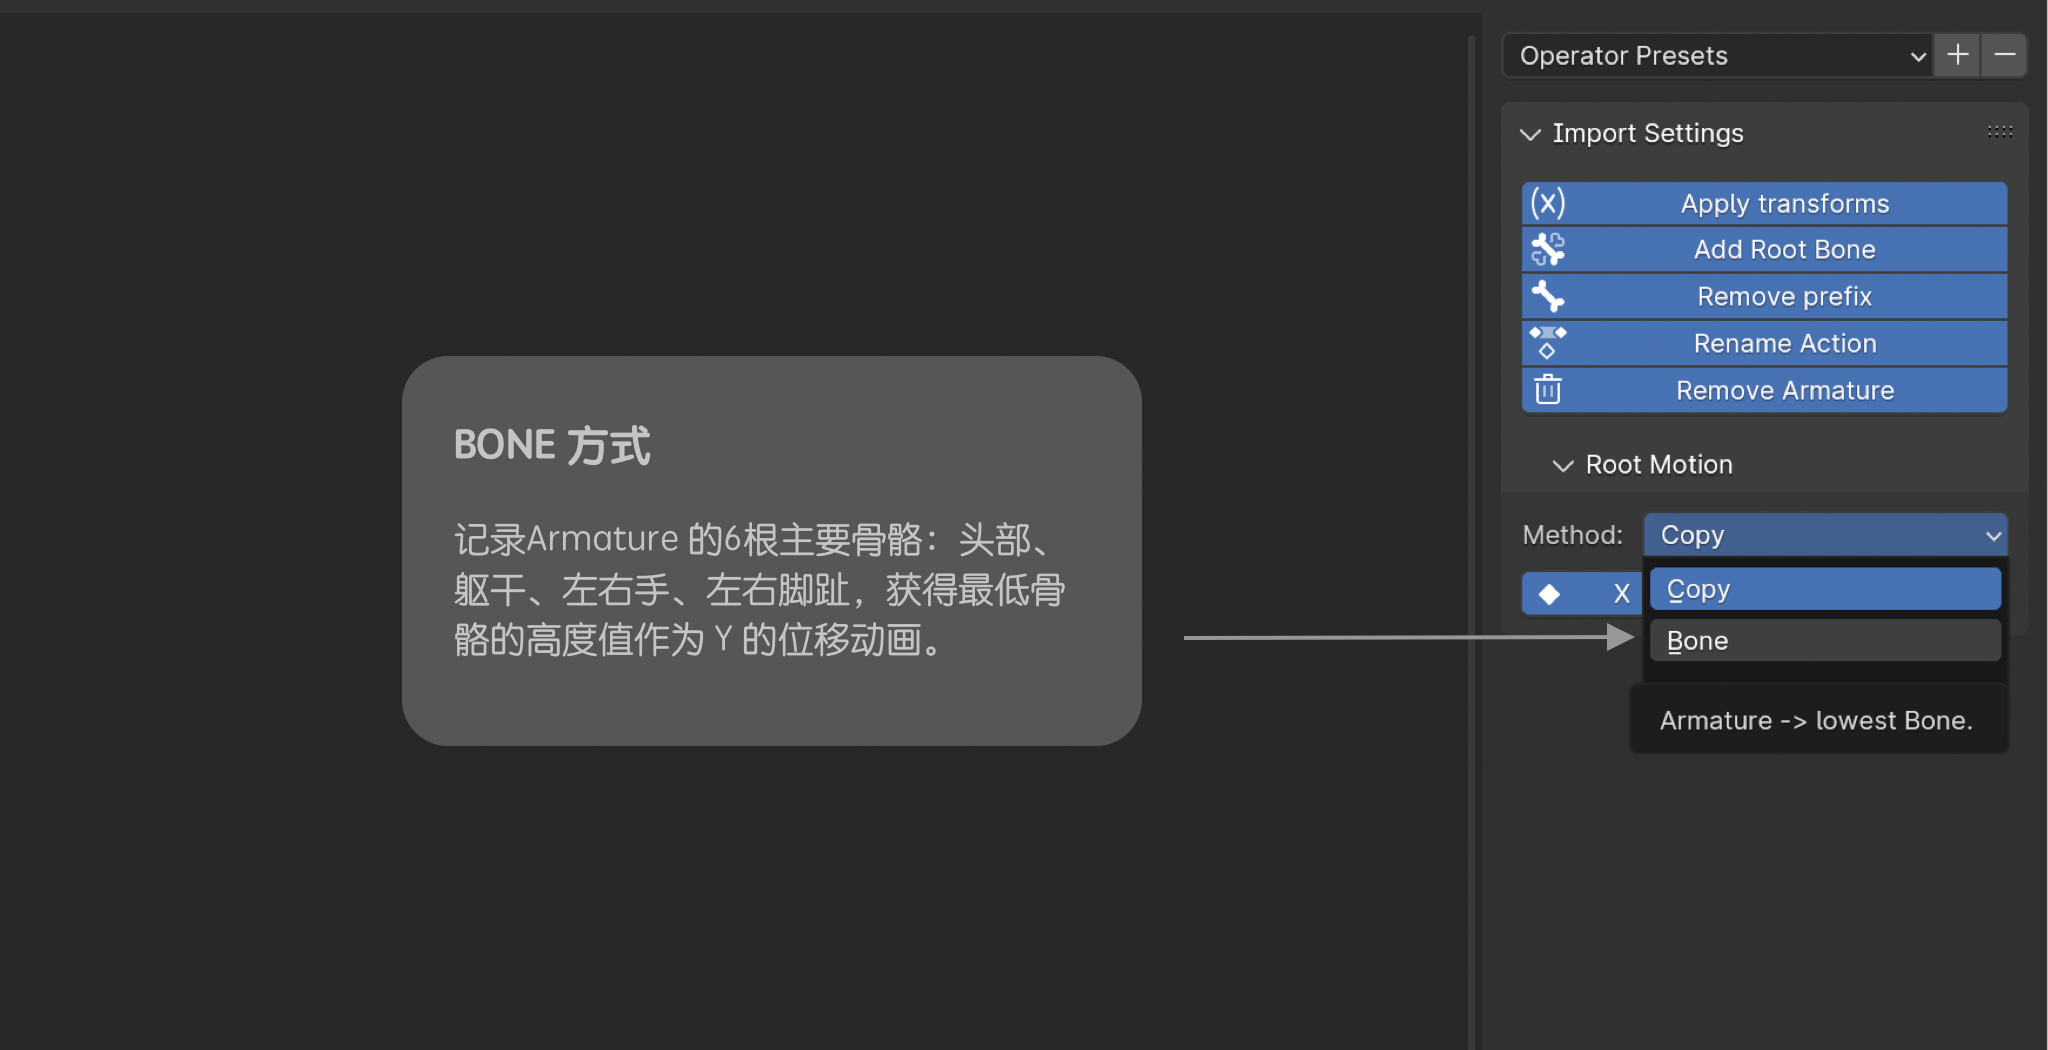 Operator Presets
Import Settings
Apply transforms
Add Root Bone
Remove prefix
Rename Action
Remove Armature
Root Motion
Method: Copy
X
Copy
Bone
Armature -> lowest Bone.
BONE 方式
记录Armature 的6根主要骨骼：头部、
躯干、左右手、左右脚趾，获得最低骨
骼的高度值作为 Y 的位移动画。